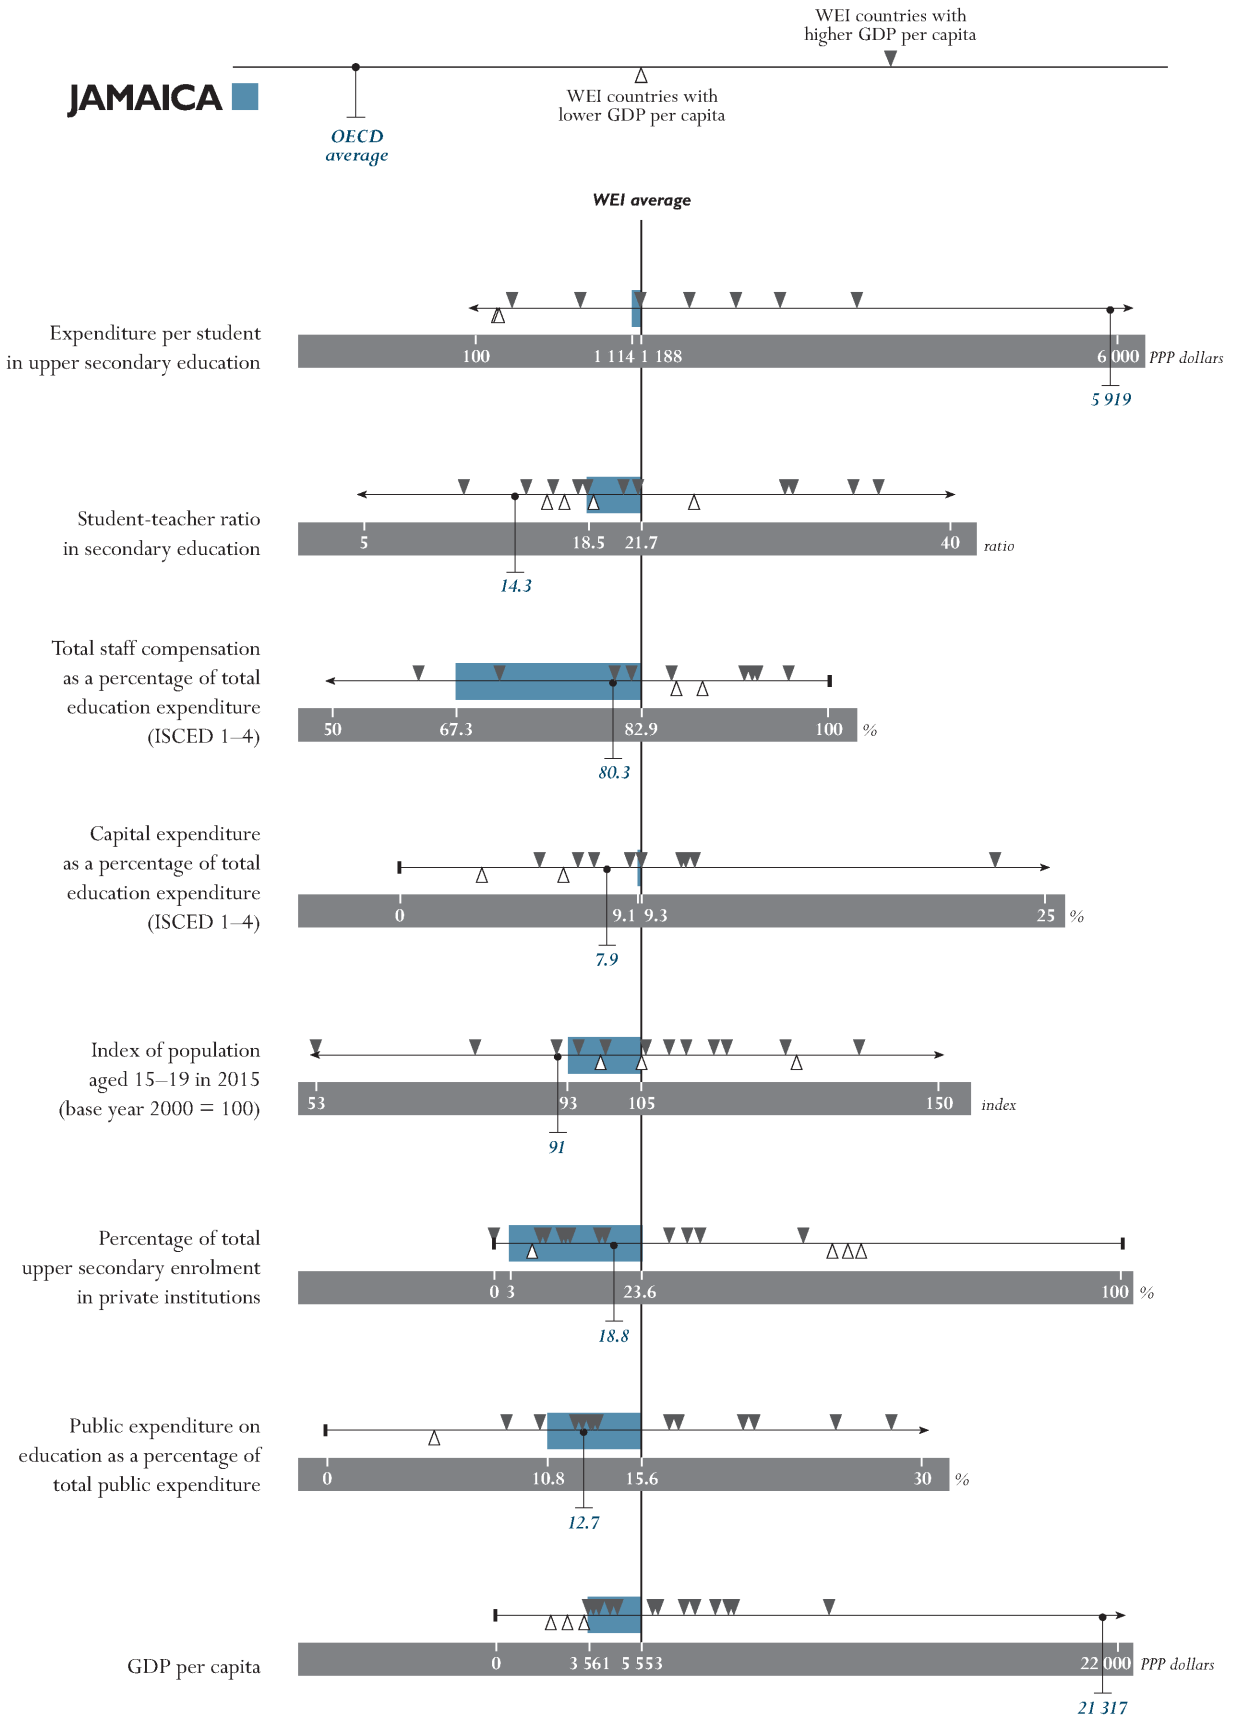 WEI countries with
higher GDP per capita
JAMAICA
WEI countries with
lower GDP per capita
OECD
average
WEI average
Expenditure per student
in upper secondary education
100 1 114 1 188 6 000 PPP dollars
5 919
Student-teacher ratio
in secondary education
5 18.5 21.7 40 ratio
14.3
Total staff compensation
as a percentage of total
education expenditure
(ISCED 1–4)
50 67.3 82.9 100 %
80.3
Capital expenditure
as a percentage of total
education expenditure
(ISCED 1–4)
0 9.1 9.3 25 %
7.9
Index of population
aged 15–19 in 2015
(base year 2000 = 100)
53 93 105 150 index
91
Percentage of total
upper secondary enrolment
in private institutions
0 3 23.6 100 %
18.8
Public expenditure on
education as a percentage of
total public expenditure
0 10.8 15.6 30 %
12.7
GDP per capita
0 3 561 5 553 22 000 PPP dollars
21 317